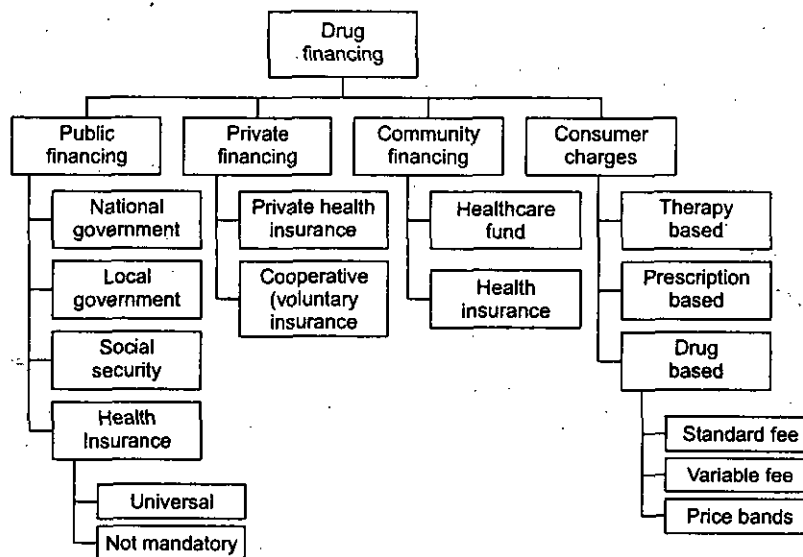 Drug
financing
Public
financing
Private
financing
Community
financing
Consumer
charges
National
government
Private health
insurance
Healthcare
fund
Therapy
based
Local
government
Cooperative
(voluntary
insurance
Health
insurance
Prescription
based
Social
security
Drug
based
Health
Insurance
Standard fee
Variable fee
Universal
Price bands
Not mandatory